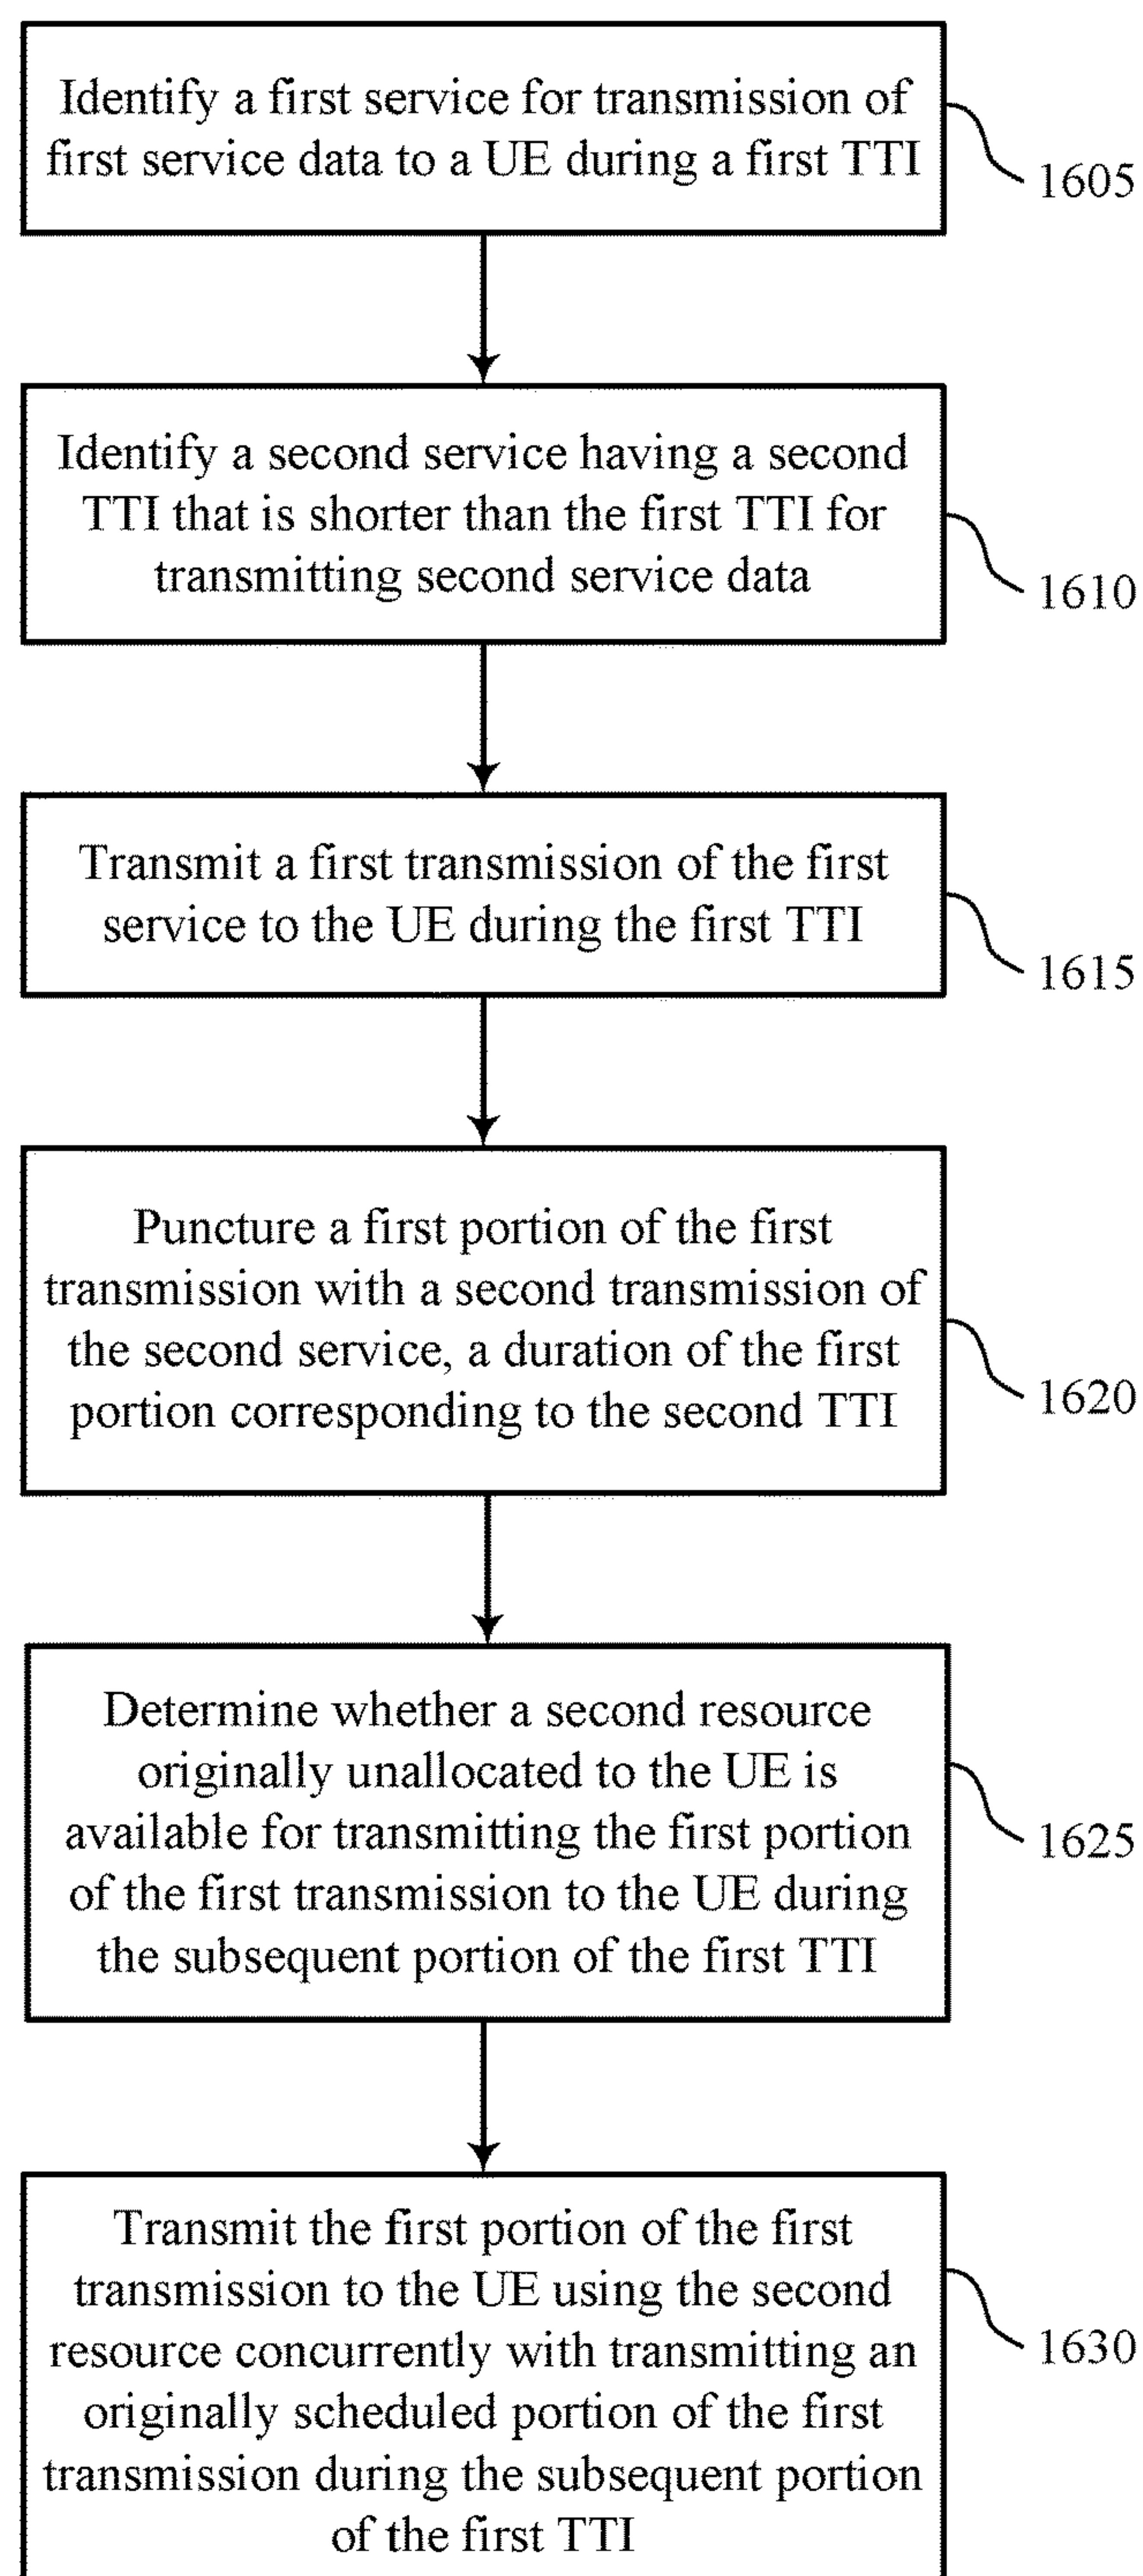 Identify a first service for transmission of
first service data to a UE during a first TTI
1605
Identify a second service having a second
TTI that is shorter than the first TTI for
transmitting second service data
1610
Transmit a first transmission of the first
service to the UE during the first TTI
1615
Puncture a first portion of the first
transmission with a second transmission of
the second service, a duration of the first
portion corresponding to the second TTI
1620
Determine whether a second resource
originally unallocated to the UE is
available for transmitting the first portion
of the first transmission to the UE during
the subsequent portion of the first TTI
1625
Transmit the first portion of the first
transmission to the UE using the second
resource concurrently with transmitting an
originally scheduled portion of the first
transmission during the subsequent portion
of the first TTI
1630